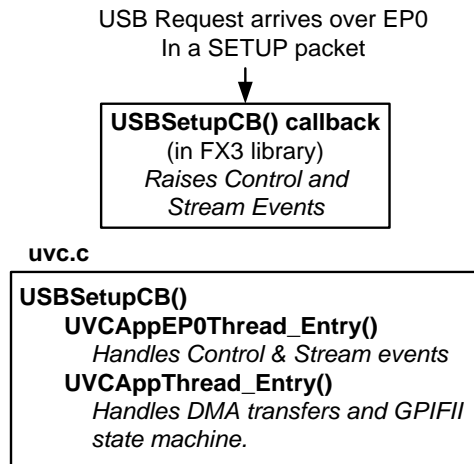 USB Request arrives over EP0
In a SETUP packet
USBSetupCB() callback
(in FX3 library)
Raises Control and
Stream Events
uvc.c
USBSetupCB()
UVCAppEP0Thread_Entry()
Handles Control & Stream events
UVCAppThread_Entry()
Handles DMA transfers and GPIFII
state machine.